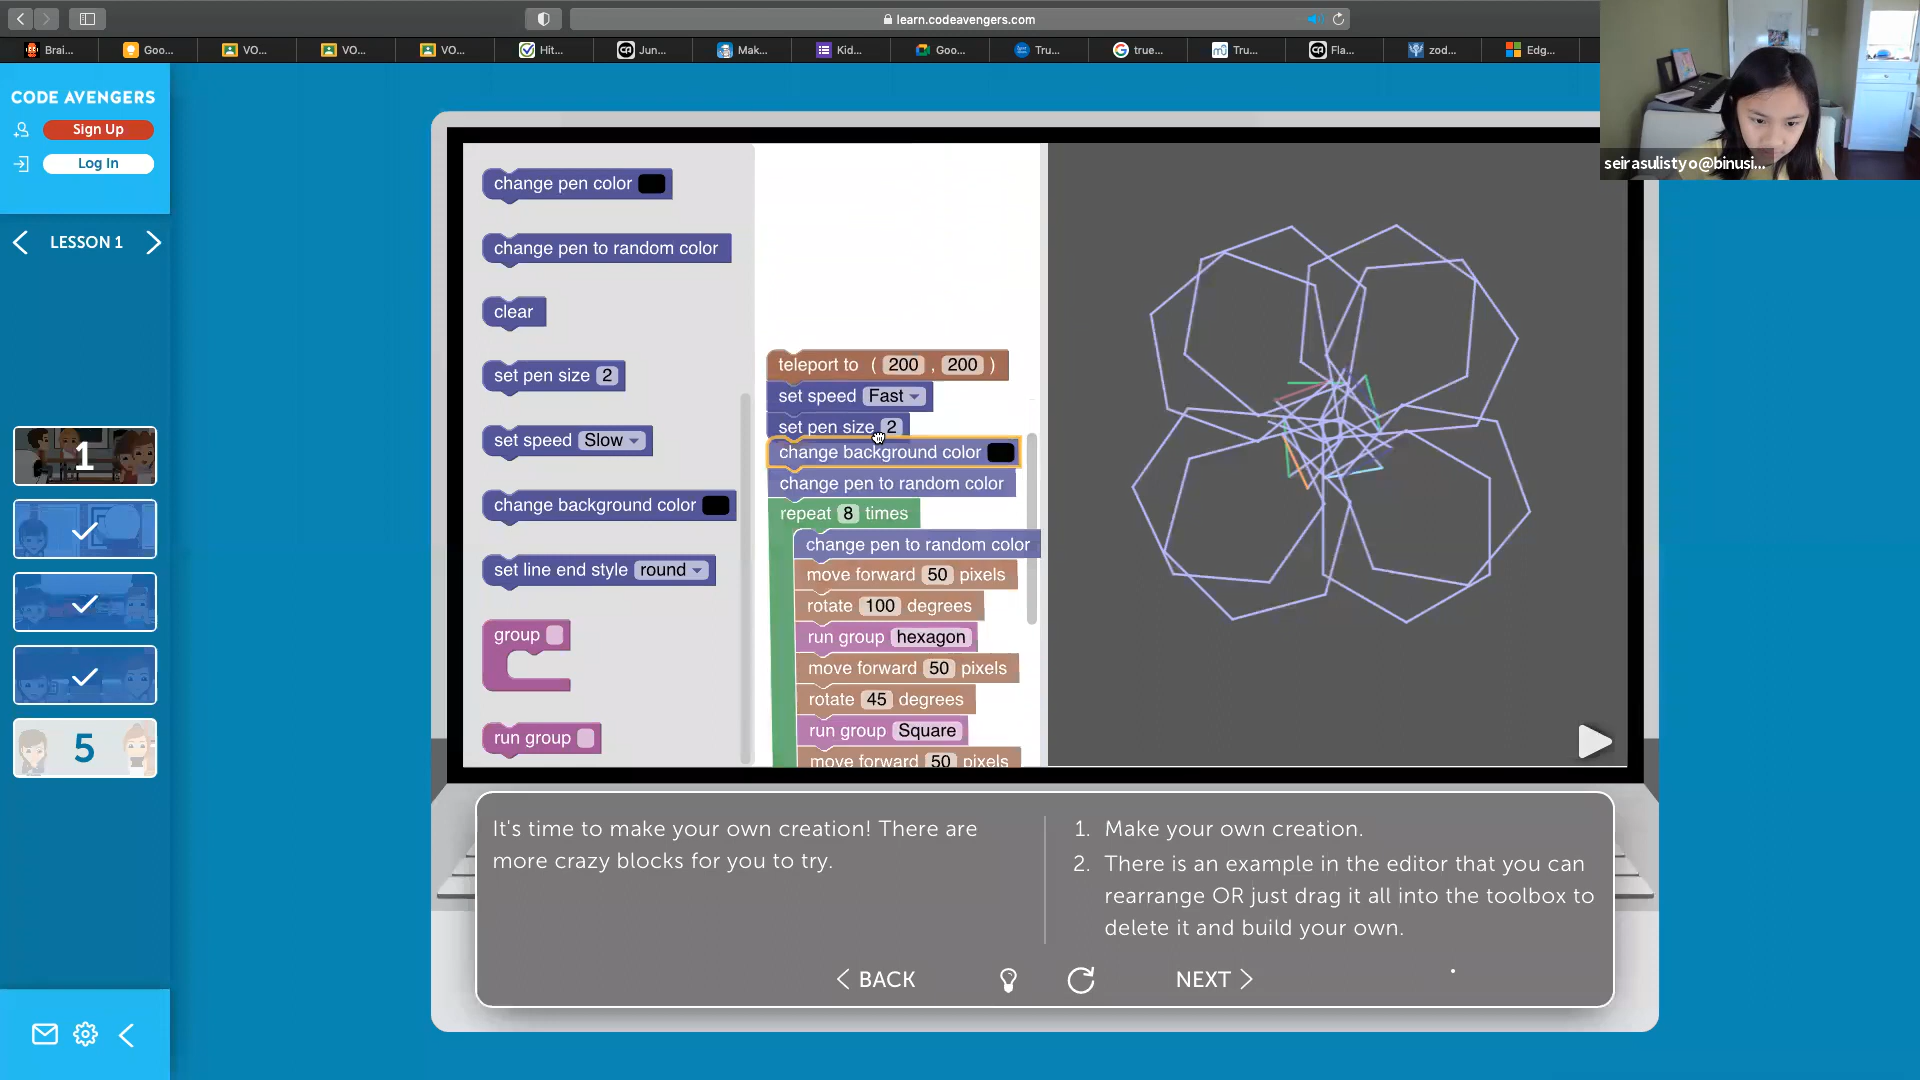 learn.codeavengers.com
Brai...
Goo...
VO...
VO...
VO...
Hit...
Jun...
Mak...
Kid...
Goo...
Tru...
true...
Tru...
Fla...
zod...
Edg...
CODE AVENGERS
Sign Up
Log In
LESSON 1
1
5
change pen color
change pen to random color
clear
set pen size 2
set speed Slow
change background color
set line end style round
group
run group
teleport to ( 200 , 200 )
set speed Fast
set pen size 2
change background color
change pen to random color
repeat 8 times
change pen to random color
move forward 50 pixels
rotate 100 degrees
run group hexagon
move forward 50 pixels
rotate 45 degrees
run group Square
move forward 50 pixels
seirasulistyo@binusi...
It's time to make your own creation! There are
more crazy blocks for you to try.
1. Make your own creation.
2. There is an example in the editor that you can
rearrange OR just drag it all into the toolbox to
delete it and build your own.
BACK
NEXT